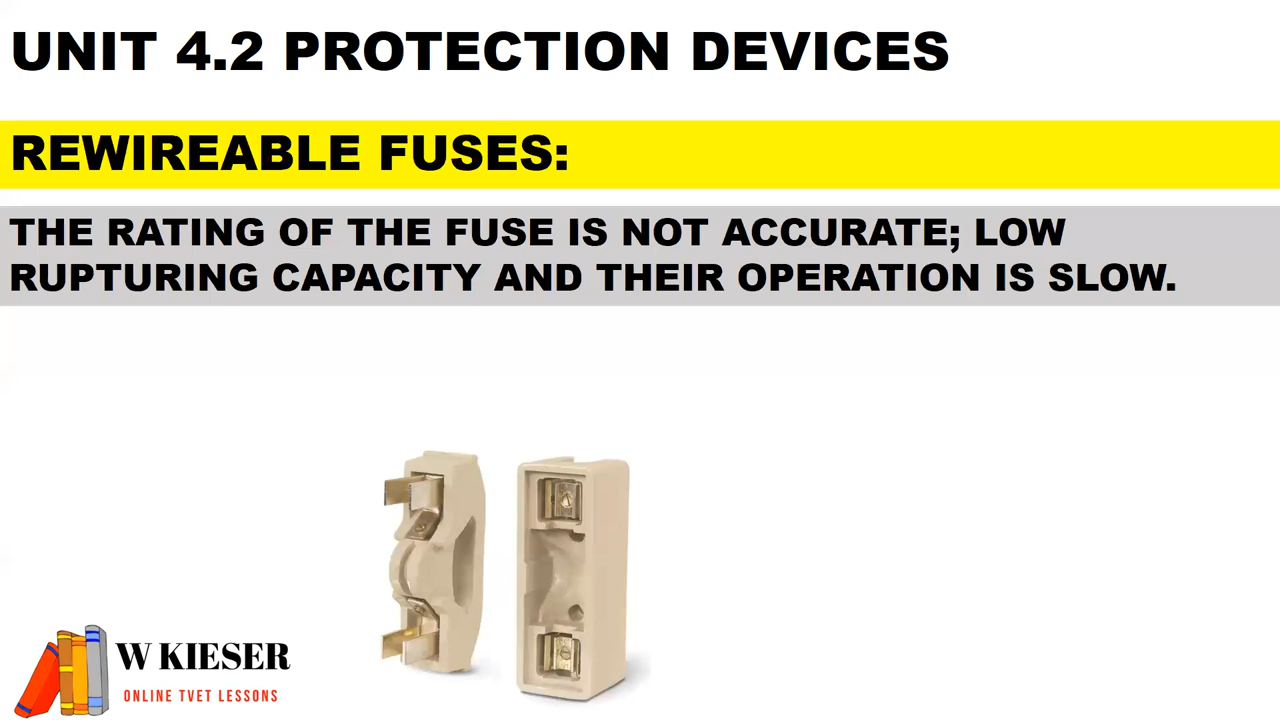 UNIT 4.2 PROTECTION DEVICES
REWIREABLE FUSES:
THE RATING OF THE FUSE IS NOT ACCURATE; LOW
RUPTURING CAPACITY AND THEIR OPERATION IS SLOW.
W KIESER
ONLINE TVET LESSONS